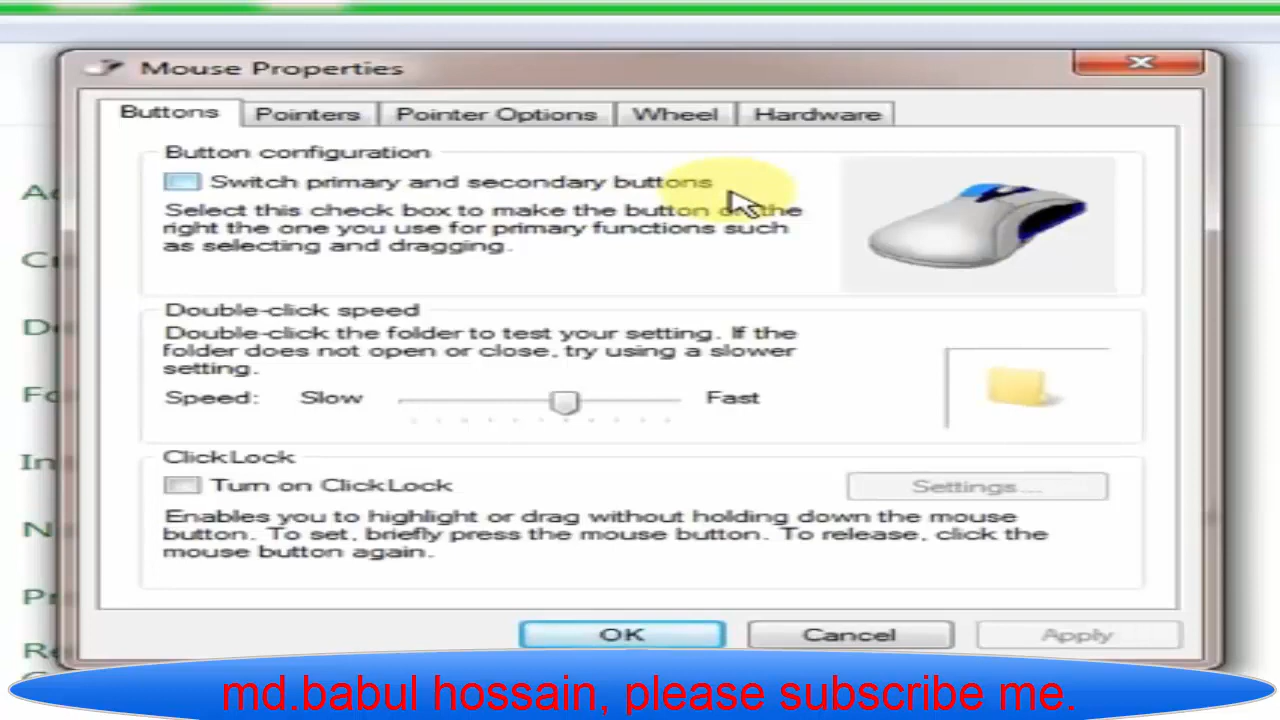 Mouse Properties
Buttons Pointers Pointer Options Wheel Hardware
Button configuration
Switch primary and secondary buttons
Select this check box to make the button on the
right the one you use for primary functions such
as selecting and dragging.
Double-click speed
Double-click the folder to test your setting. If the
folder does not open or close, try using a slower
setting.
Speed: Slow Fast
ClickLock
Turn on ClickLock
Settings...
Enables you to highlight or drag without holding down the mouse
button. To set, briefly press the mouse button. To release, click the
mouse button again.
OK Cancel Apply
md.babul hossain, please subscribe me.